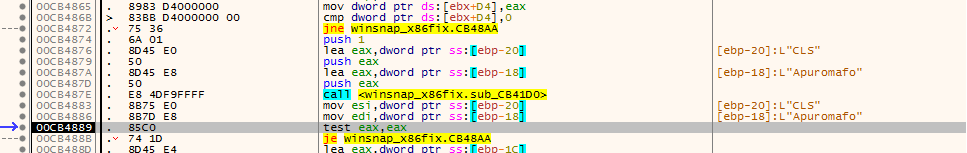 00CB4865 . 8983 D4000000 mov dword ptr ds:[ebx+D4],eax
00CB486B > 83BB D4000000 00 cmp dword ptr ds:[ebx+D4],0
00CB4872 . 75 36 jne winsnap_x86fix.CB48AA
00CB4874 . 6A 01 push 1
00CB4876 . 8D45 E0 lea eax,dword ptr ss:[ebp-20] [ebp-20]:L"CLS"
00CB4879 . 50 push eax
00CB487A . 8D45 E8 lea eax,dword ptr ss:[ebp-18] [ebp-18]:L"Apuromafo"
00CB487D . 50 push eax
00CB487E . E8 4DF9FFFF call <winsnap_x86fix.sub_CB41D0>
00CB4883 . 8B75 E0 mov esi,dword ptr ss:[ebp-20] [ebp-20]:L"CLS"
00CB4886 . 8B7D E8 mov edi,dword ptr ss:[ebp-18] [ebp-18]:L"Apuromafo"
00CB4889 . 85C0 test eax,eax
00CB488B . 74 1D je winsnap_x86fix.CB48AA
00CB488D . 8D45 E4 lea eax,dword ptr ss:[ebp-1C]